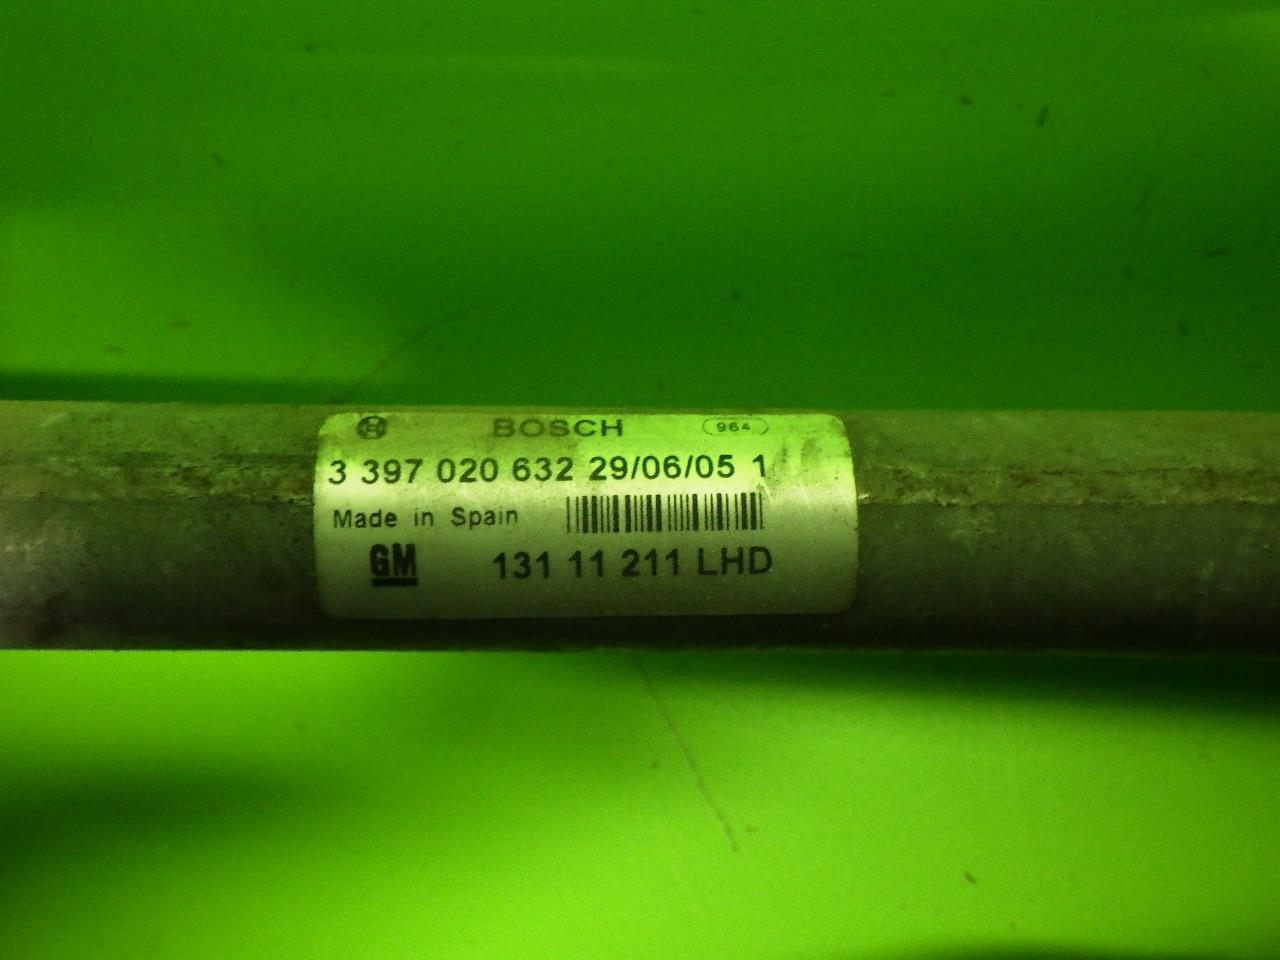 BOSCH 964
3 397 020 632 29/06/05 1
Made in Spain
GM 131 11 211 LHD